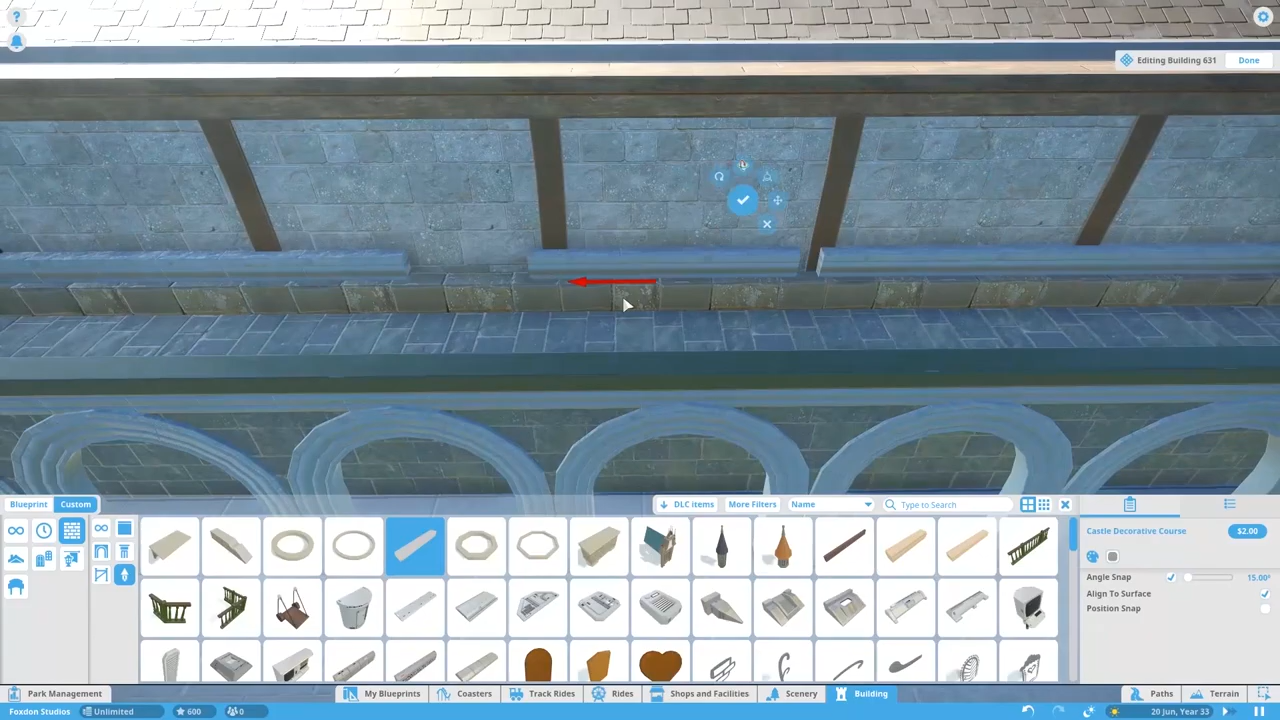 ?
Editing Building 631 Done
Blueprint Custom
DLC items More Filters Name Type to Search
Castle Decorative Course $2.00
Angle Snap 15.00°
Align To Surface
Position Snap
Park Management My Blueprints Coasters Track Rides Rides Shops and Facilities Scenery Building Paths Terrain
Foxdon Studios Unlimited 600 0 20 Jun, Year 33